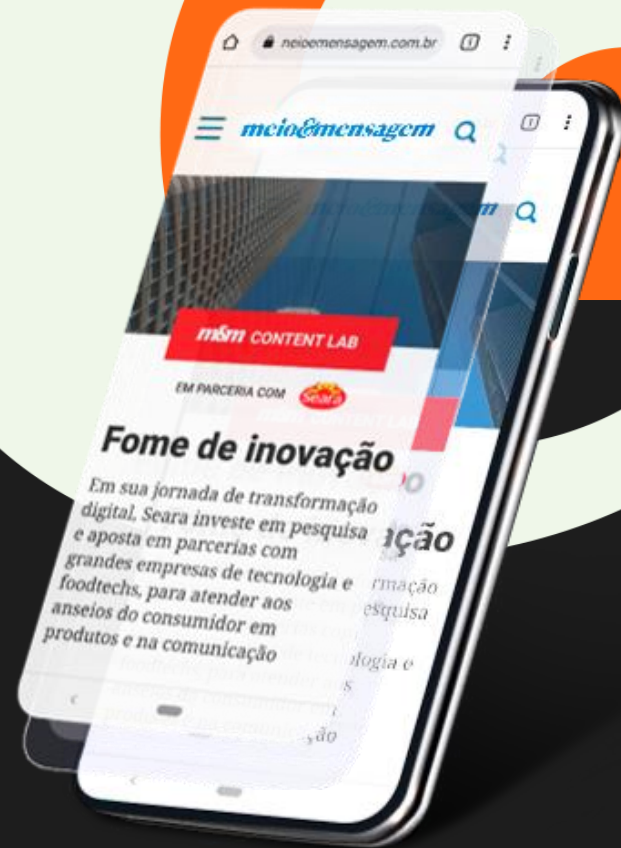 neioemensagem.com.br
meio&mensagem
m&m CONTENT LAB
EM PARCERIA COM Seara
Fome de inovação
Em sua jornada de transformação
digital, Seara investe em pesquisa
e aposta em parcerias com
grandes empresas de tecnologia e
foodtechs, para atender aos
anseios do consumidor em
produtos e na comunicação